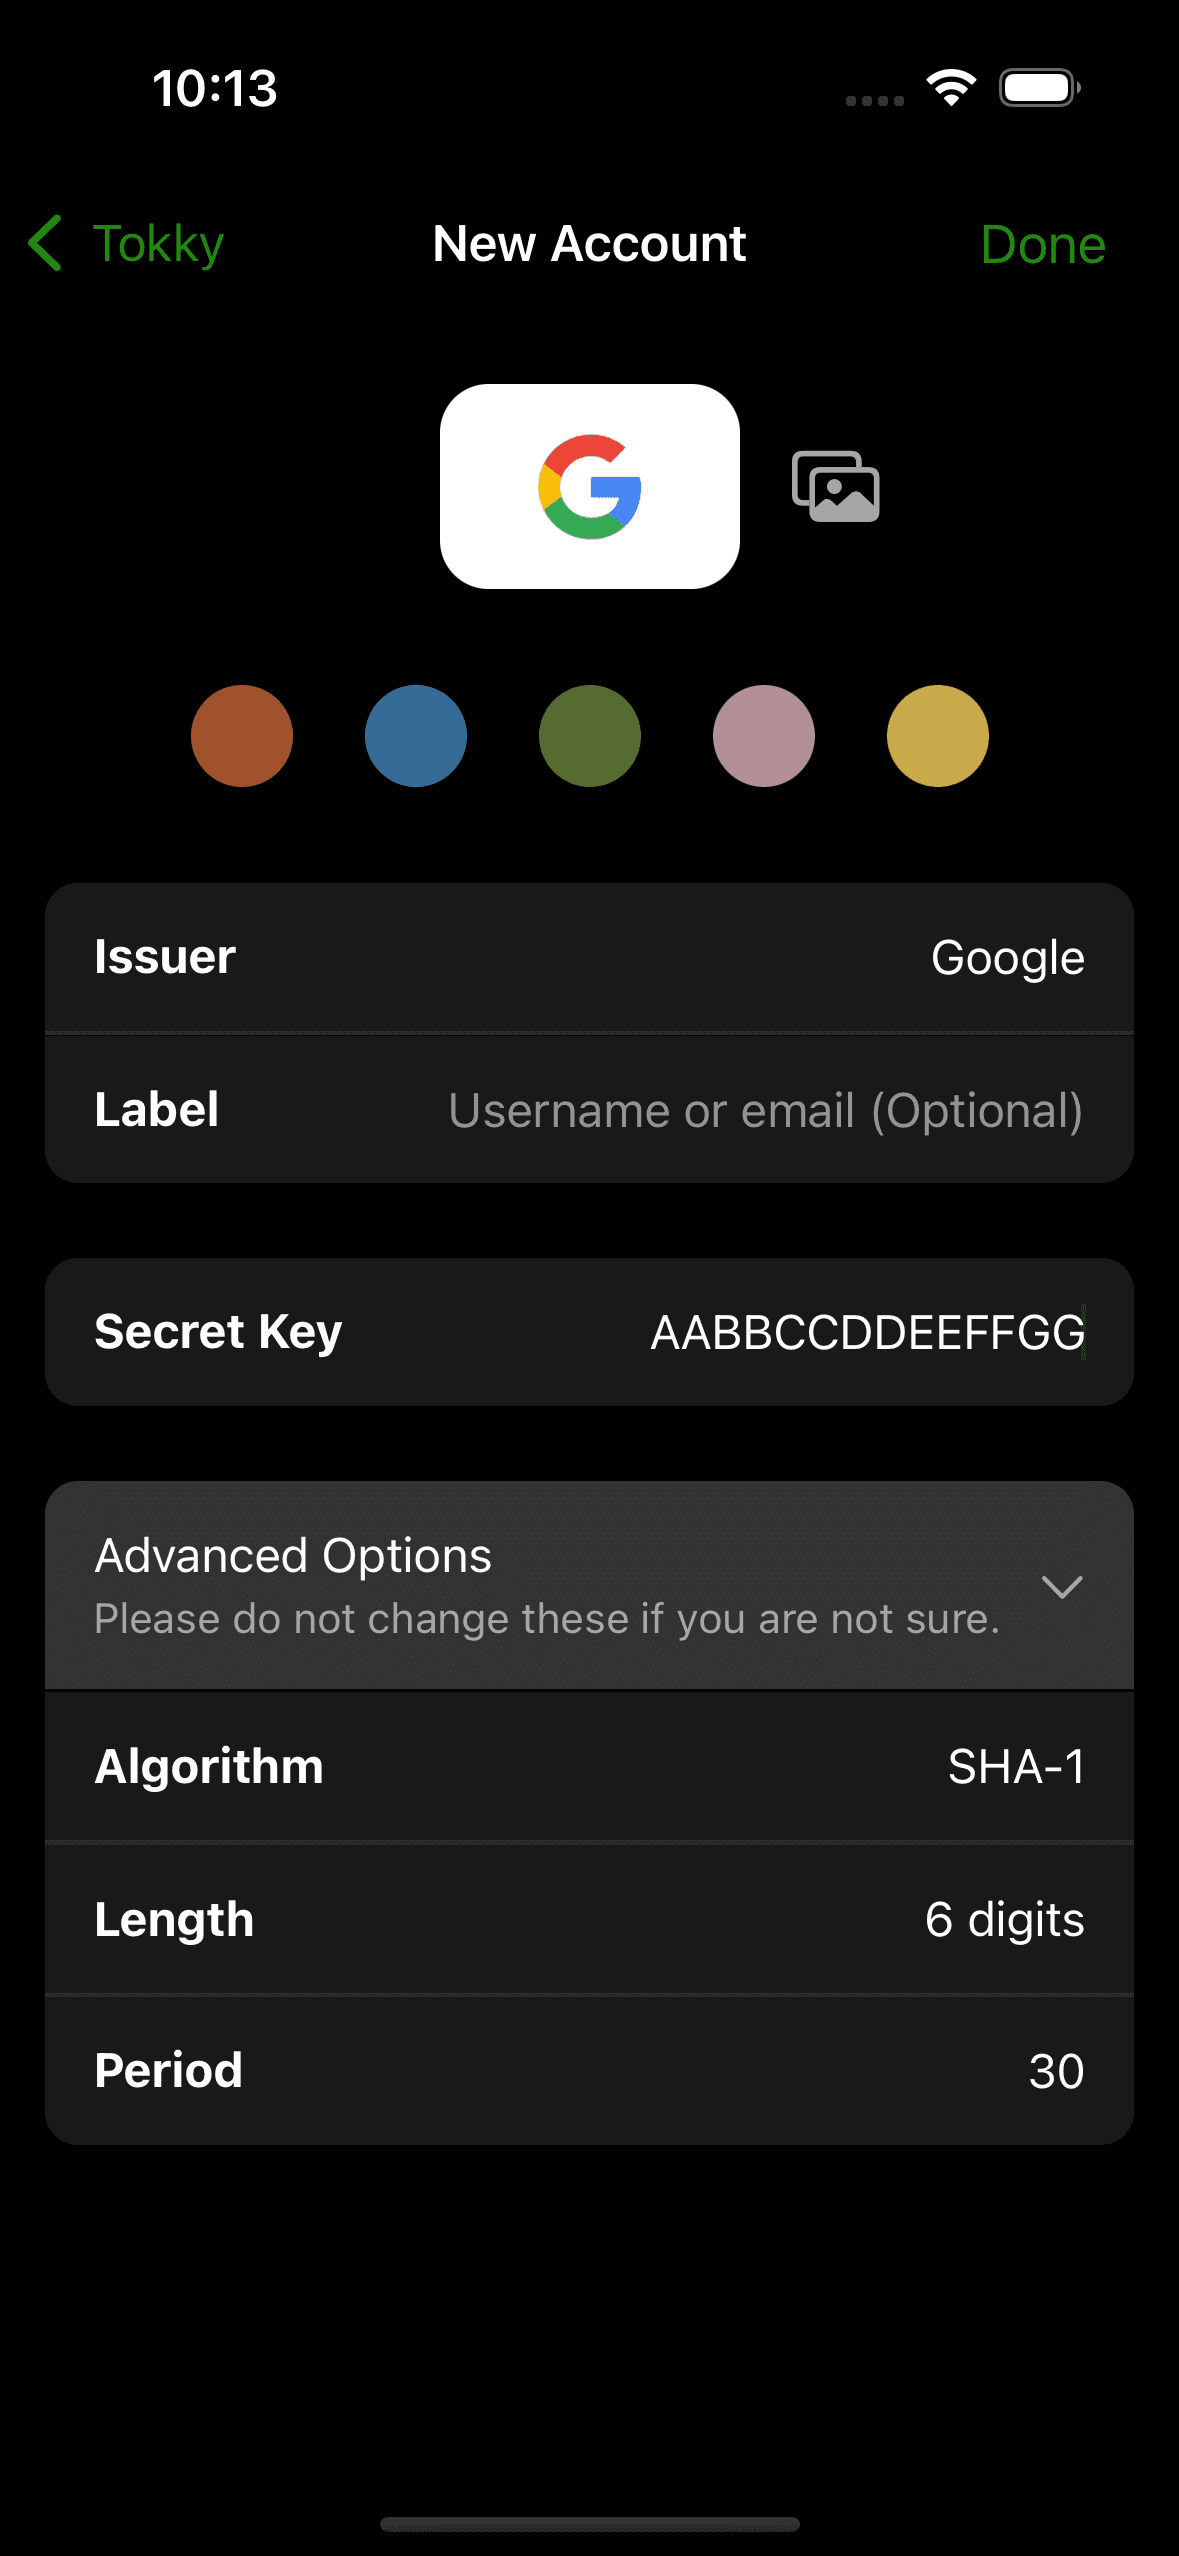 10:13
Tokky New Account Done
Issuer Google
Label Username or email (Optional)
Secret Key AABBCCDDEEFFGG
Advanced Options
Please do not change these if you are not sure.
Algorithm SHA-1
Length 6 digits
Period 30